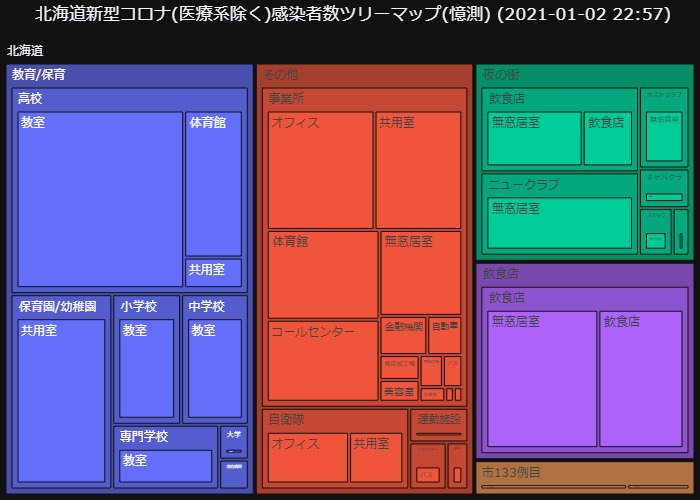 北海道新型コロナ(医療系除く)感染者数ツリーマップ(憶測) (2021-01-02 22:57)
北海道
教育/保育
高校
教室
体育館
共用室
保育園/幼稚園
共用室
小学校
教室
中学校
教室
専門学校
教室
大学
その他
事業所
オフィス
共用室
体育館
無窓居室
コールセンター
金融機関
自動車
食品加工場
バス
美容室
自衛隊
オフィス
共用室
運動施設
バス
夜の街
飲食店
無窓居室
飲食店
ホストクラブ
無窓居室
ニュークラブ
無窓居室
キャバクラ
スナック
飲食店
飲食店
無窓居室
飲食店
市133例目